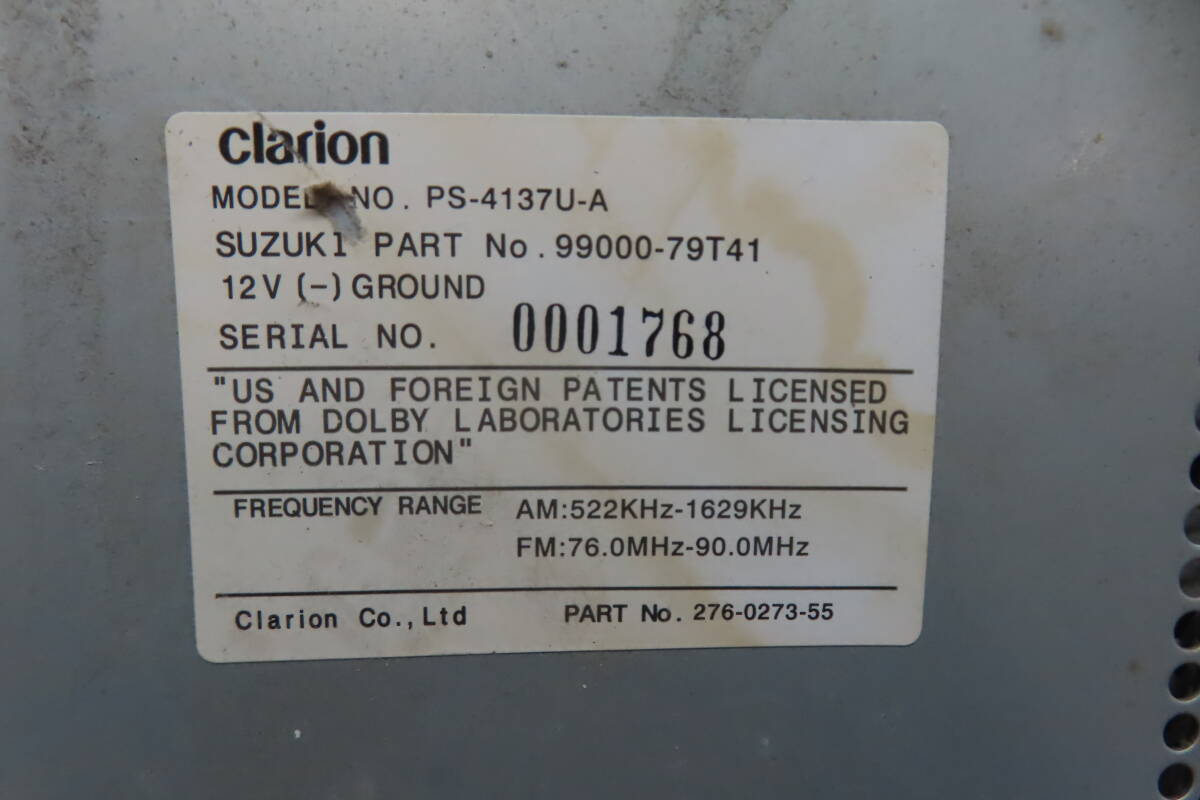 clarion
MODEL NO. PS-4137U-A
SUZUKI PART No. 99000-79T41
12V (-) GROUND
SERIAL NO. 0001768
"US AND FOREIGN PATENTS LICENSED
FROM DOLBY LABORATORIES LICENSING
CORPORATION"
FREQUENCY RANGE AM:522KHz-1629KHz
FM:76.0MHz-90.0MHz
Clarion Co.,Ltd PART No. 276-0273-55